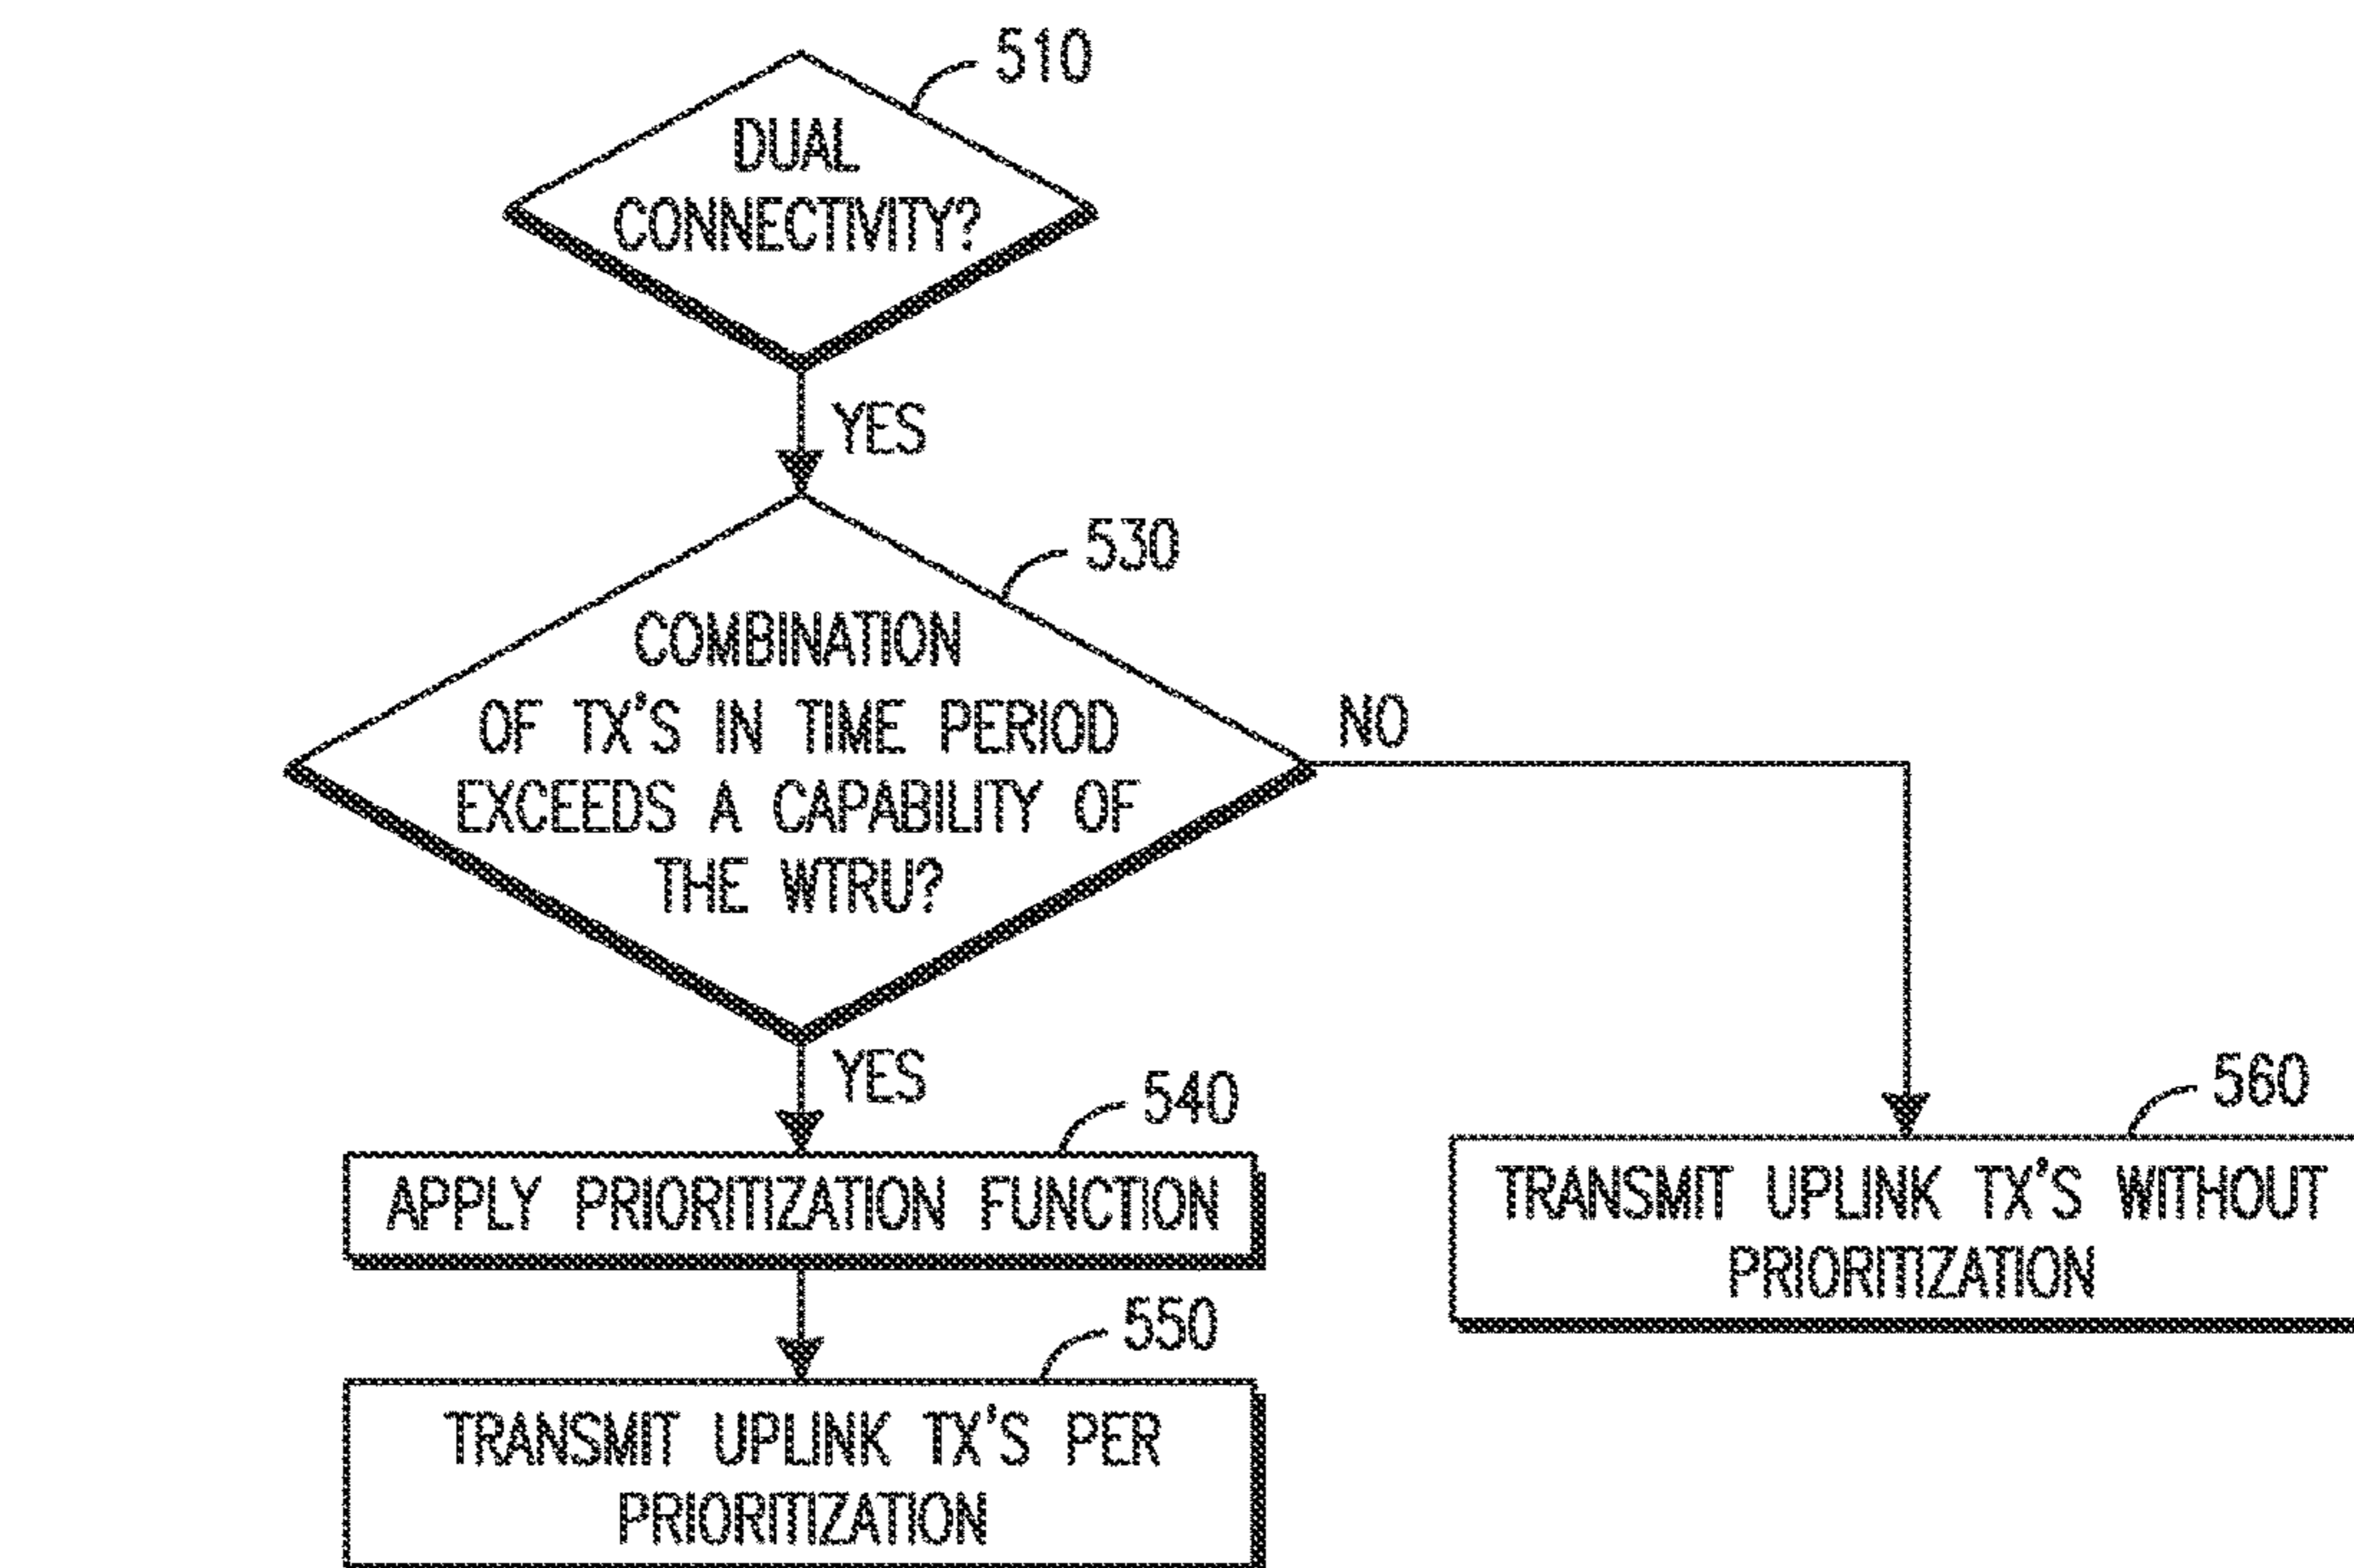 510
DUAL
CONNECTIVITY?
YES
530
COMBINATION
OF TX'S IN TIME PERIOD
EXCEEDS A CAPABILITY OF
THE WTRU?
NO
YES
540
APPLY PRIORITIZATION FUNCTION
560
TRANSMIT UPLINK TX'S WITHOUT
PRIORITIZATION
550
TRANSMIT UPLINK TX'S PER
PRIORITIZATION